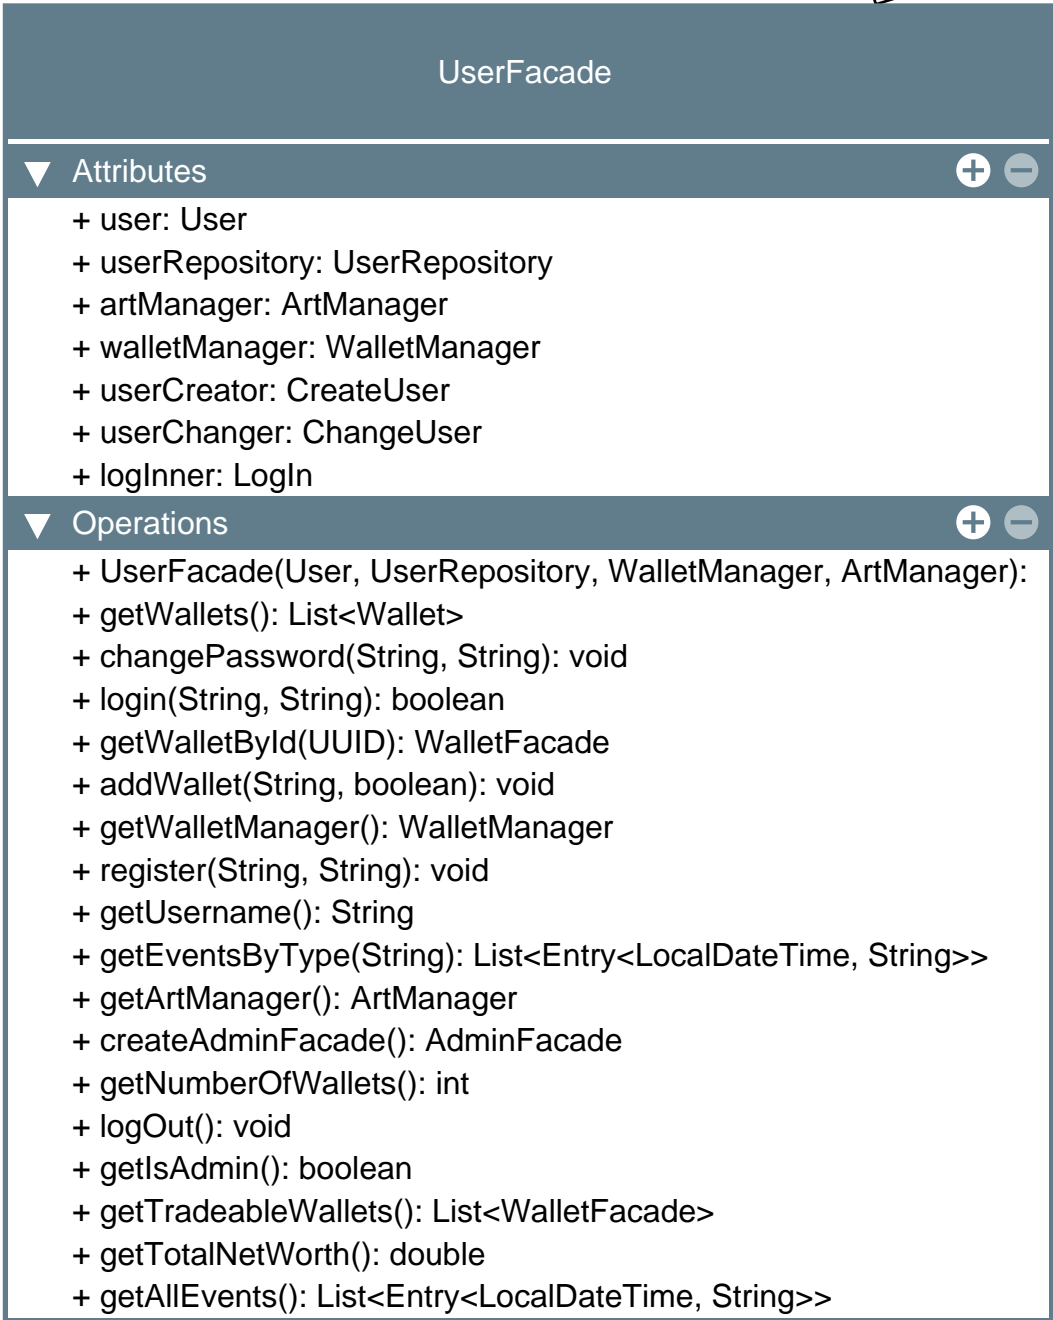 UserFacade
Attributes
+ user: User
+ userRepository: UserRepository
+ artManager: ArtManager
+ walletManager: WalletManager
+ userCreator: CreateUser
+ userChanger: ChangeUser
+ logInner: LogIn
Operations
+ UserFacade(User, UserRepository, WalletManager, ArtManager):
+ getWallets(): List<Wallet>
+ changePassword(String, String): void
+ login(String, String): boolean
+ getWalletById(UUID): WalletFacade
+ addWallet(String, boolean): void
+ getWalletManager(): WalletManager
+ register(String, String): void
+ getUsername(): String
+ getEventsByType(String): List<Entry<LocalDateTime, String>>
+ getArtManager(): ArtManager
+ createAdminFacade(): AdminFacade
+ getNumberOfWallets(): int
+ logOut(): void
+ getIsAdmin(): boolean
+ getTradeableWallets(): List<WalletFacade>
+ getTotalNetWorth(): double
+ getAllEvents(): List<Entry<LocalDateTime, String>>